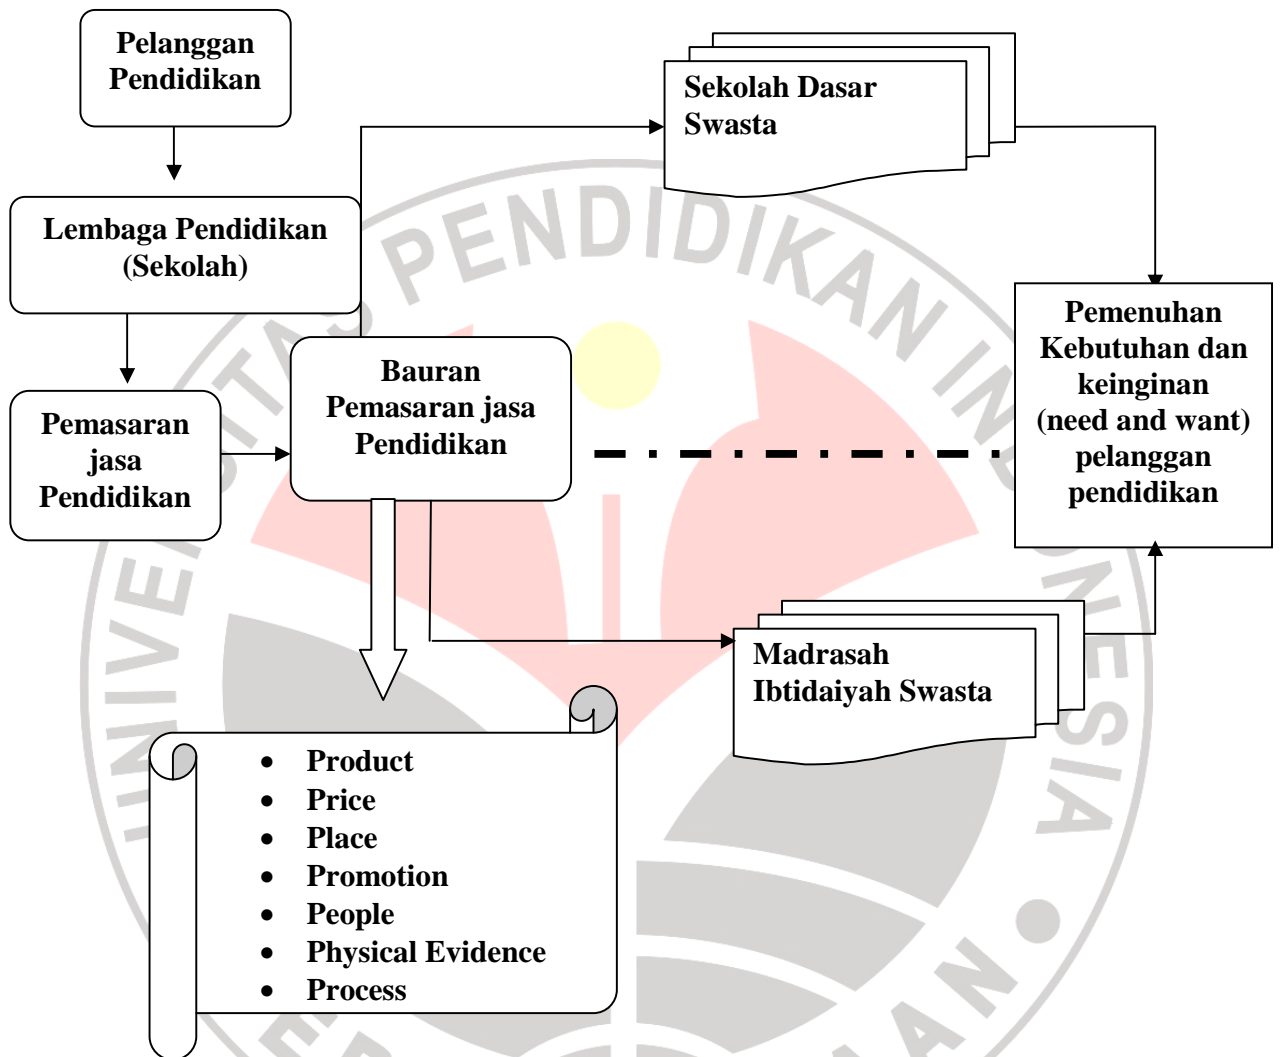 Pelanggan
Pendidikan
Sekolah Dasar
Swasta
Lembaga Pendidikan
(Sekolah)
Pemasaran
jasa
Pendidikan
Bauran
Pemasaran jasa
Pendidikan
Pemenuhan
Kebutuhan dan
keinginan
(need and want)
pelanggan
pendidikan
Madrasah
Ibtidaiyah Swasta
• Product
• Price
• Place
• Promotion
• People
• Physical Evidence
• Process